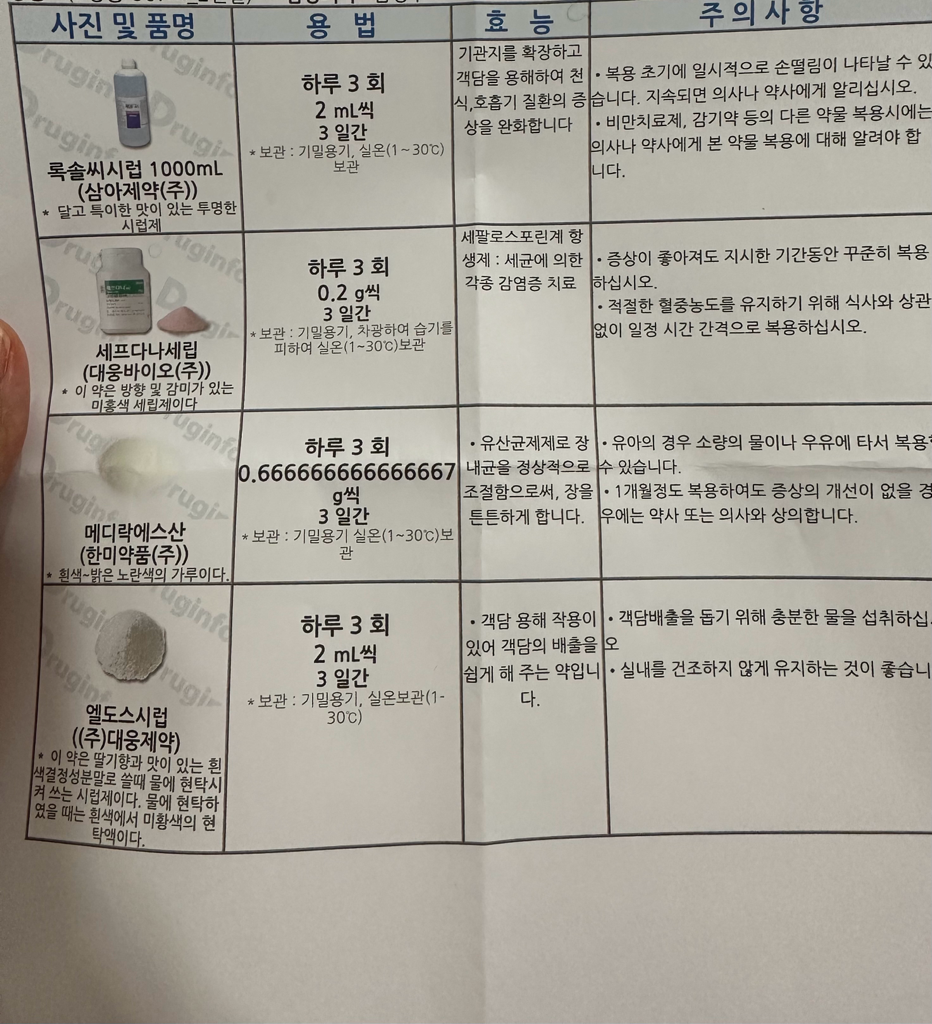 사진 및 품명 용 법 효 능 주 의 사 항
록솔씨시럽 1000mL
(삼아제약(주))
* 달고 특이한 맛이 있는 투명한
시럽제
하루 3 회
2 mL씩
3 일간
* 보관 : 기밀용기, 실온(1~30℃)
보관
기관지를 확장하고
객담을 용해하여 천
식,호흡기 질환의 증
상을 완화합니다
• 복용 초기에 일시적으로 손떨림이 나타날 수 있
습니다. 지속되면 의사나 약사에게 알리십시오.
• 비만치료제, 감기약 등의 다른 약물 복용시에는
의사나 약사에게 본 약물 복용에 대해 알려야 합
니다.
세프다나세립
(대웅바이오(주))
* 이 약은 방향 및 감미가 있는
미홍색 세립제이다
하루 3 회
0.2 g씩
3 일간
* 보관 : 기밀용기, 차광하여 습기를
피하여 실온(1~30℃)보관
세팔로스포린계 항
생제 : 세균에 의한
각종 감염증 치료
• 증상이 좋아져도 지시한 기간동안 꾸준히 복용
하십시오.
• 적절한 혈중농도를 유지하기 위해 식사와 상관
없이 일정 시간 간격으로 복용하십시오.
메디락에스산
(한미약품(주))
* 흰색~밝은 노란색의 가루이다.
하루 3 회
0.666666666666667
g씩
3 일간
* 보관 : 기밀용기 실온(1~30℃)보
관
• 유산균제제로 장
내균을 정상적으로
조절함으로써, 장을
튼튼하게 합니다.
• 유아의 경우 소량의 물이나 우유에 타서 복용할
수 있습니다.
• 1개월정도 복용하여도 증상의 개선이 없을 경
우에는 약사 또는 의사와 상의합니다.
엘도스시럽
((주)대웅제약)
* 이 약은 딸기향과 맛이 있는 흰
색결정성분말로 쓸때 물에 현탁시
켜 쓰는 시럽제이다. 물에 현탁하
였을 때는 흰색에서 미황색의 현
탁액이다.
하루 3 회
2 mL씩
3 일간
* 보관 : 기밀용기, 실온보관(1-
30℃)
• 객담 용해 작용이
있어 객담의 배출을
쉽게 해 주는 약입니
다.
• 객담배출을 돕기 위해 충분한 물을 섭취하십시
오
• 실내를 건조하지 않게 유지하는 것이 좋습니